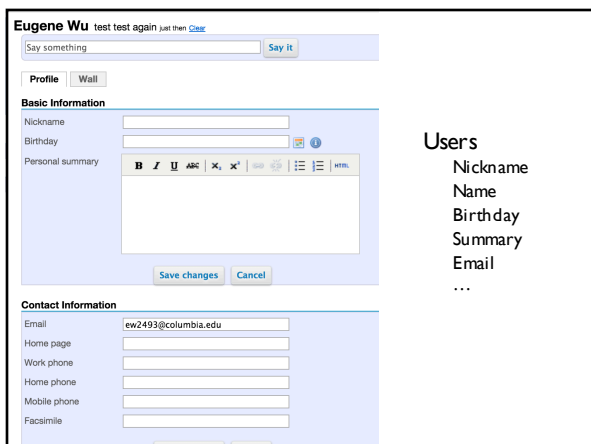 Eugene Wu test test again just then Clear
Say something Say it
Profile Wall
Basic Information
Nickname
Birthday
Personal summary B I U ABC X₂ X² HTML
Save changes Cancel
Contact Information
Email ew2493@columbia.edu
Home page
Work phone
Home phone
Mobile phone
Facsimile
Users
Nickname
Name
Birthday
Summary
Email
…